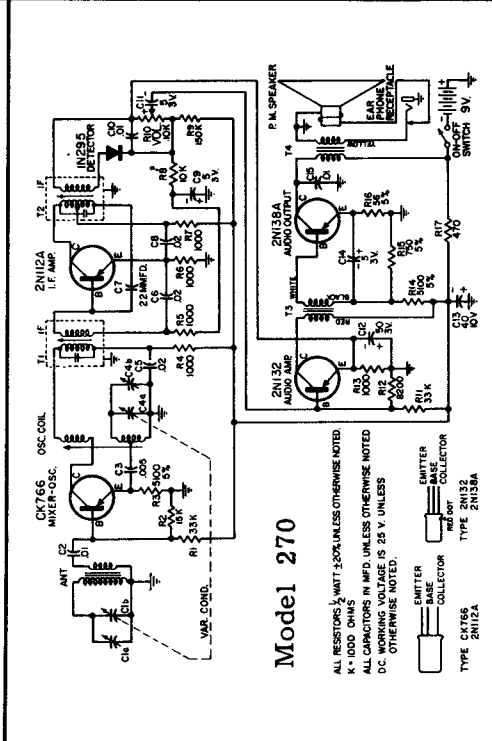 CK766
MIXER-OSC.
OSC. COIL
T1
I.F.
2N112A
I.F. AMP.
T2
I.F.
1N295
DETECTOR
ANT
C2
.01
C1a
C1b
VAR. COND.
C3
.005
R3
5100
5%
R2
15K
R1
33K
C4a
C4b
C5
.02
R4
1000
R5
1000
C6
.02
R6
1000
C7
22 MMFD.
C8
.02
R7
1000
R8
10K
C9
5
3V.
C10
.01
C11
5
3V.
R10
VOL.
10K
R9
150K
B
C
E
B
C
E
Model 270
ALL RESISTORS ½ WATT ±20% UNLESS OTHERWISE NOTED.
K = 1000 OHMS
ALL CAPACITORS IN MFD. UNLESS OTHERWISE NOTED
D.C. WORKING VOLTAGE IS 25 V. UNLESS
OTHERWISE NOTED.
EMITTER
BASE
COLLECTOR
TYPE CK766
2N112A
EMITTER
BASE
COLLECTOR
RED DOT
TYPE 2N132
2N138A
2N132
AUDIO AMP.
B
C
E
R13
1000
R12
8200
R11
33K
C12
50
3V.
T3
WHITE
RED
BLACK
2N138A
AUDIO OUTPUT
B
C
E
C13
40
10V
R14
5100
5%
R15
750
5%
C14
5
3V.
R16
56
5%
R17
470
C15
.01
T4
YELLOW
P. M. SPEAKER
EAR
PHONE
RECEPTACLE
ON-OFF
SWITCH
9V.